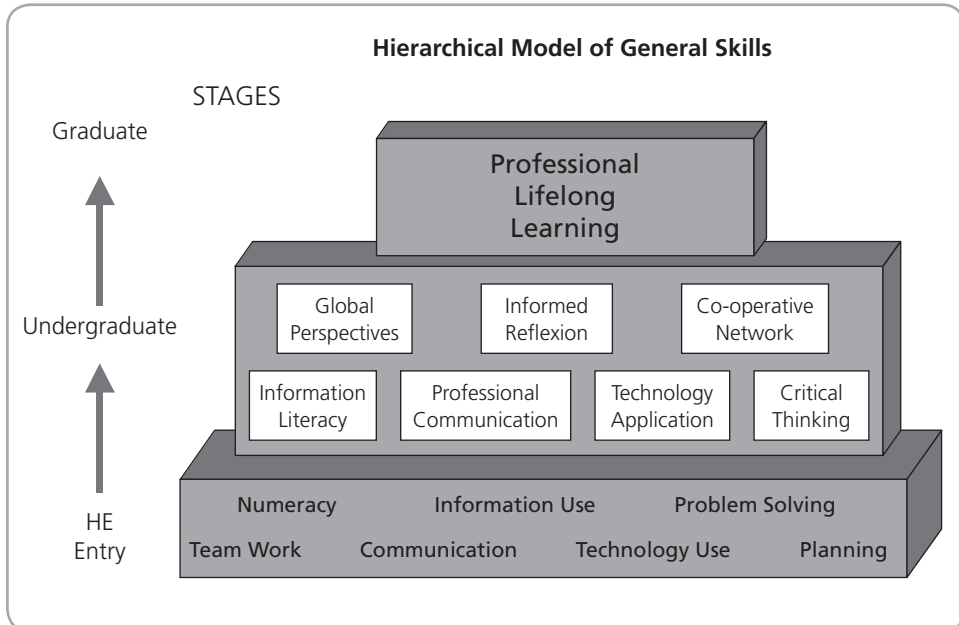 Hierarchical Model of General Skills
STAGES
Graduate
Undergraduate
HE
Entry
Professional
Lifelong
Learning
Global
Perspectives
Informed
Reflexion
Co-operative
Network
Information
Literacy
Professional
Communication
Technology
Application
Critical
Thinking
Numeracy
Information Use
Problem Solving
Team Work
Communication
Technology Use
Planning